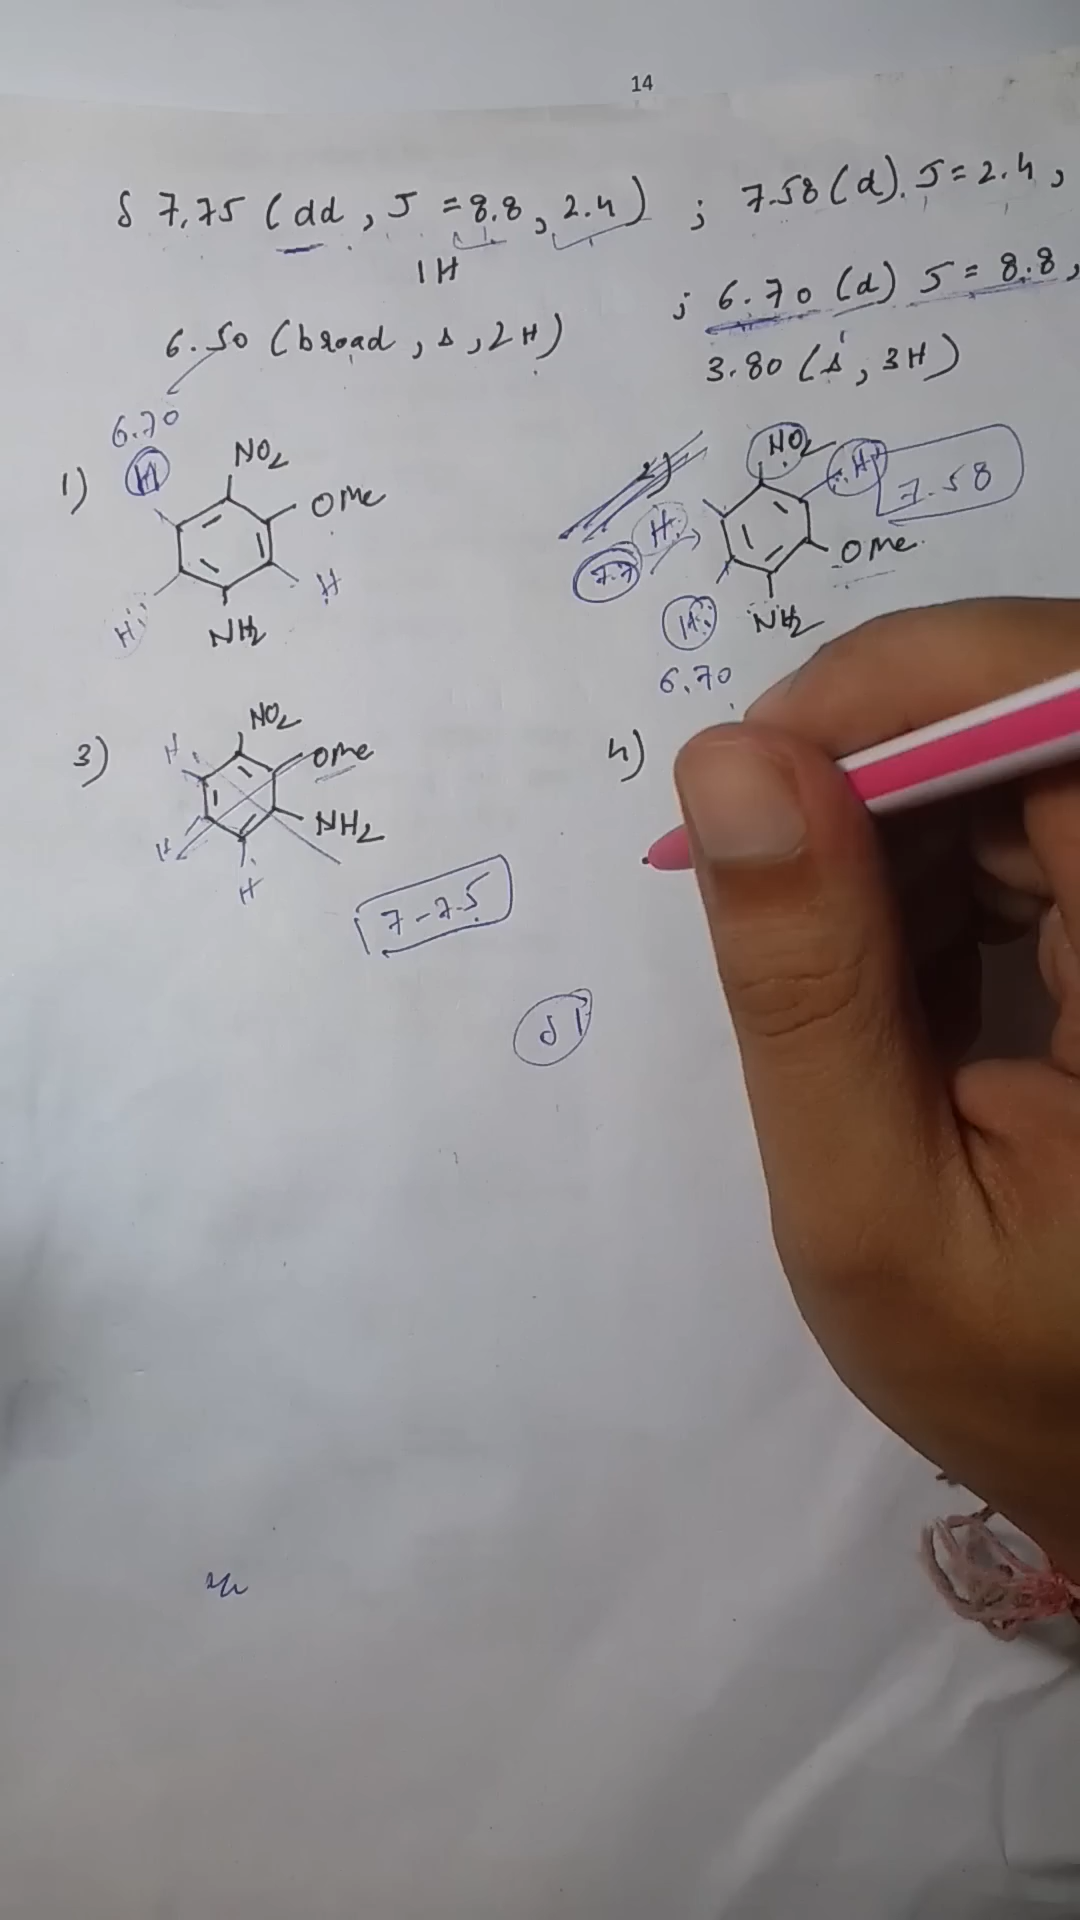 14
δ 7.75 (dd, J = 8.8, 2.4) ; 7.58 (d). J = 2.4,
1H
; 6.70 (d) J = 8.8,
6.50 (broad, s, 2H)
3.80 (s, 3H)
6.70
1)
H
NO2
OMe
H
H
NH2
2)
NO2
H
7.58
H
7.7
OMe
H
NH2
6.70
3)
H
NO2
OMe
NH2
H
H
4)
7-7.5